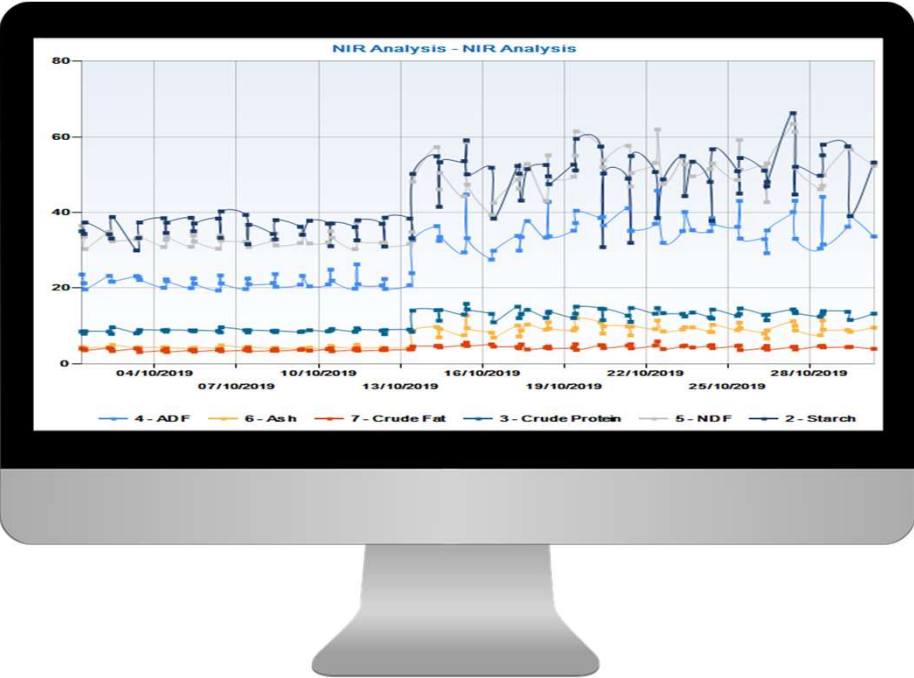 NIR Analysis - NIR Analysis
80
60
40
20
0
04/10/2019 10/10/2019 16/10/2019 22/10/2019 28/10/2019
07/10/2019 13/10/2019 19/10/2019 25/10/2019
4 - ADF 6 - Ash 7 - Crude Fat 3 - Crude Protein 5 - NDF 2 - Starch